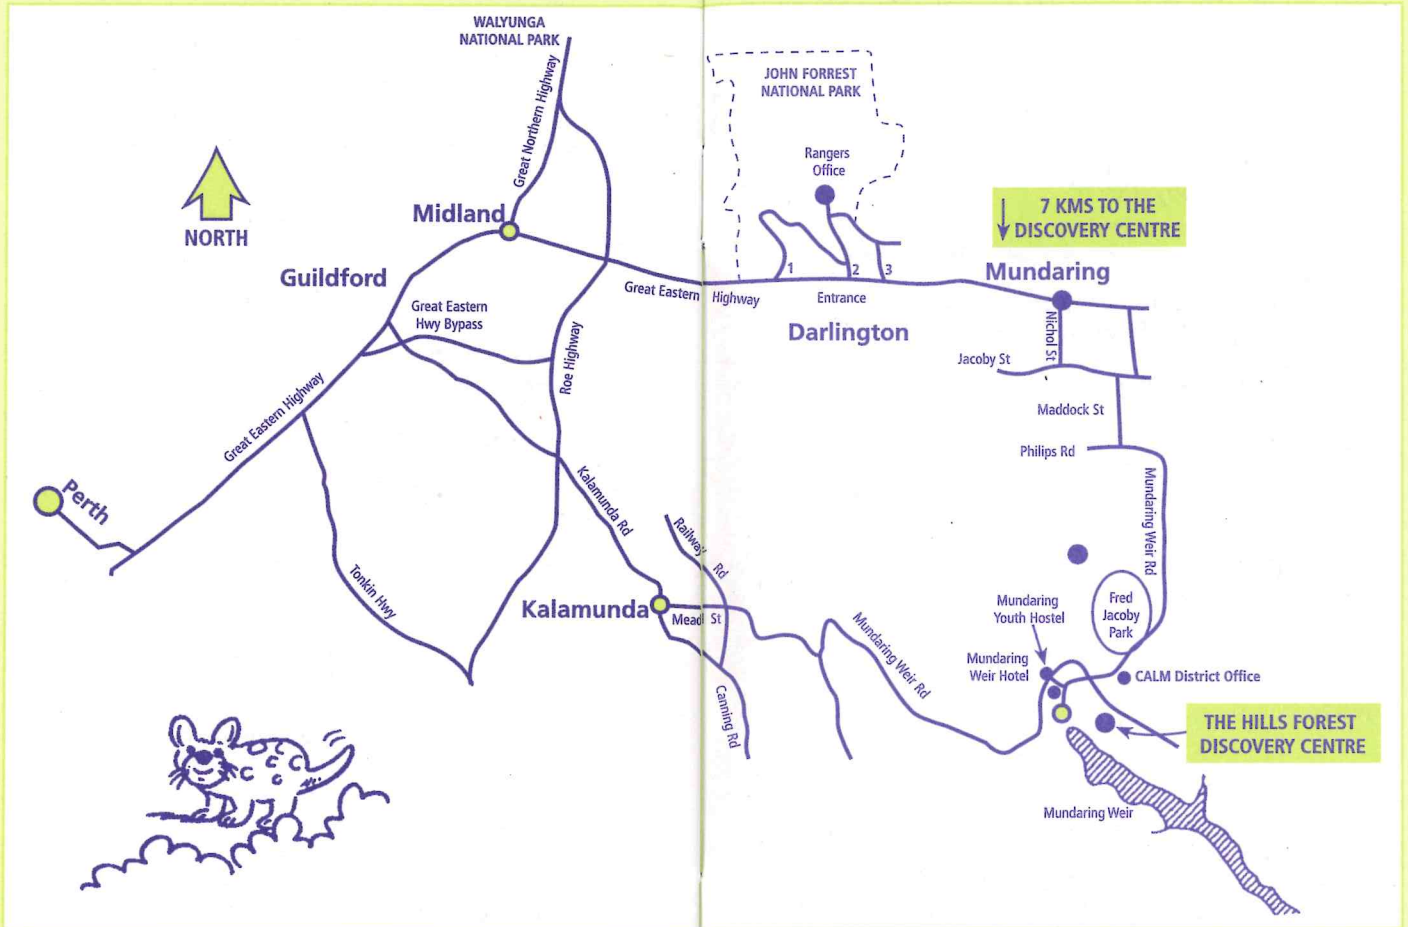 WALYUNGA
NATIONAL PARK
Great Northern Highway
JOHN FORREST
NATIONAL PARK
Rangers
Office
NORTH
Midland
7 KMS TO THE
DISCOVERY CENTRE
Guildford
1
2
3
Mundaring
Great Eastern Highway
Entrance
Great Eastern
Hwy Bypass
Darlington
Nichol St
Roe Highway
Jacoby St
Great Eastern Highway
Maddock St
Philips Rd
Perth
Kalamunda Rd
Mundaring Weir Rd
Railway Rd
Tonkin Hwy
Kalamunda
Mead St
Mundaring
Youth Hostel
Fred
Jacoby
Park
Mundaring Weir Rd
Mundaring
Weir Hotel
CALM District Office
Canning Rd
THE HILLS FOREST
DISCOVERY CENTRE
Mundaring Weir